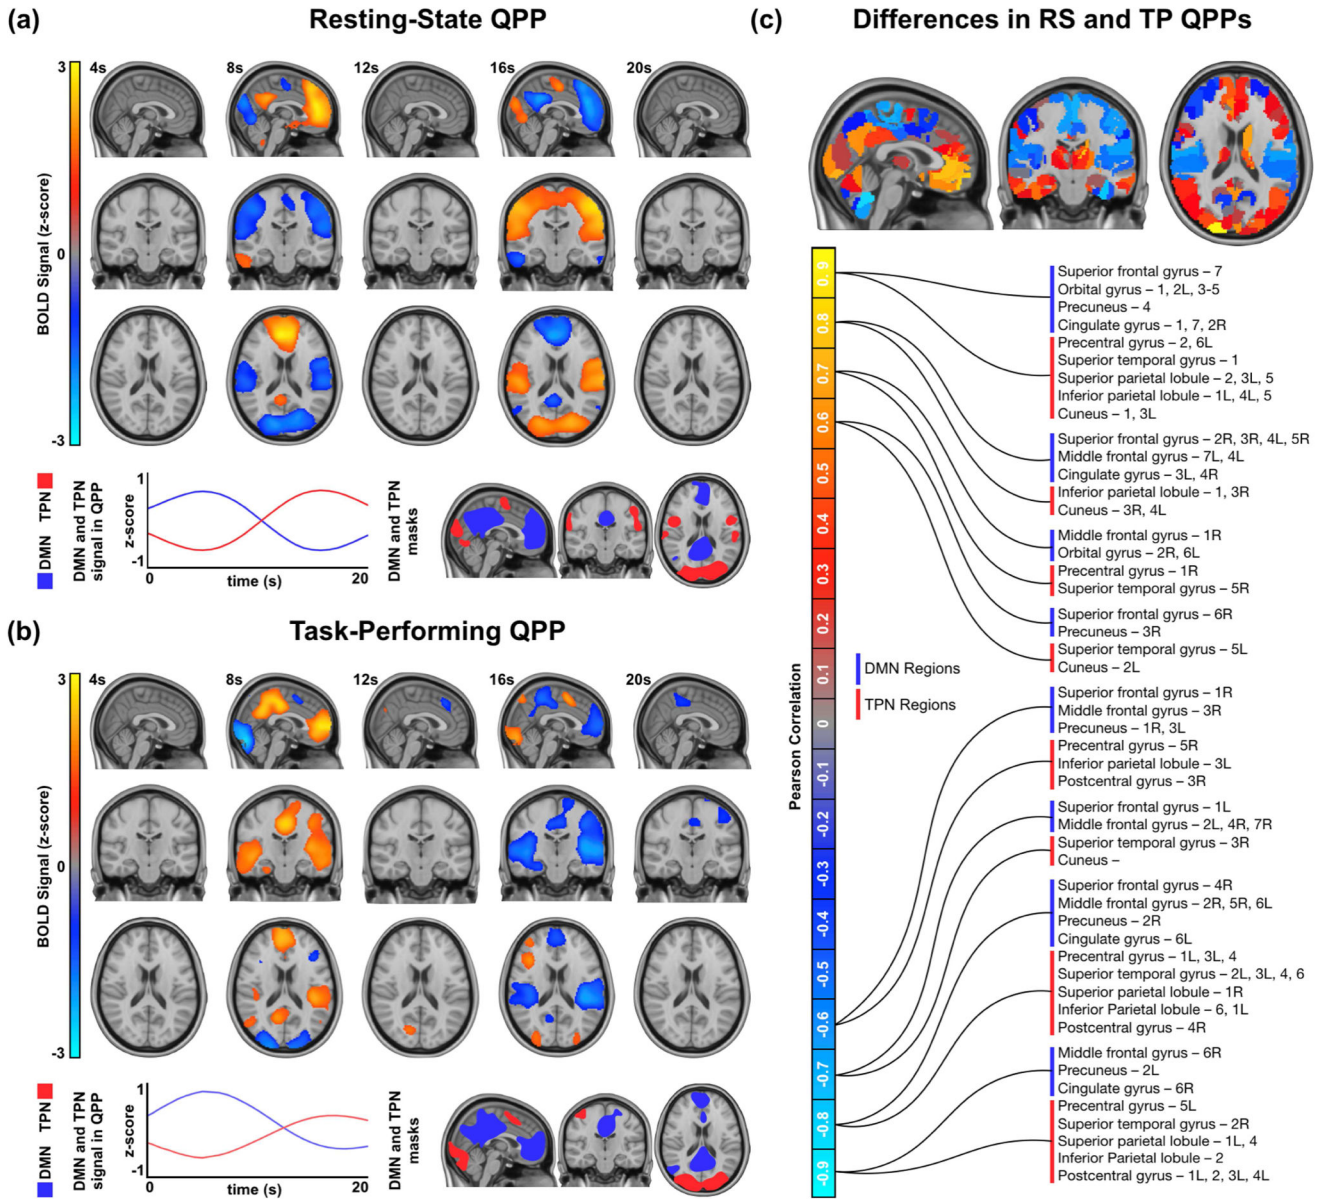 (a)
Resting-State QPP
3
0
-3
BOLD Signal (z-score)
4s
8s
12s
16s
20s
DMN TPN
DMN and TPN
signal in QPP
z-score
1
-1
0
20
time (s)
DMN and TPN
masks
(b)
Task-Performing QPP
3
0
-3
BOLD Signal (z-score)
4s
8s
12s
16s
20s
DMN TPN
DMN and TPN
signal in QPP
z-score
1
-1
0
20
time (s)
DMN and TPN
masks
(c)
Differences in RS and TP QPPs
Pearson Correlation
0.9
0.8
0.7
0.6
0.5
0.4
0.3
0.2
0.1
0
-0.1
-0.2
-0.3
-0.4
-0.5
-0.6
-0.7
-0.8
-0.9
DMN Regions
TPN Regions
Superior frontal gyrus – 7
Orbital gyrus – 1, 2L, 3-5
Precuneus – 4
Cingulate gyrus – 1, 7, 2R
Precentral gyrus – 2, 6L
Superior temporal gyrus – 1
Superior parietal lobule – 2, 3L, 5
Inferior parietal lobule – 1L, 4L, 5
Cuneus – 1, 3L
Superior frontal gyrus – 2R, 3R, 4L, 5R
Middle frontal gyrus – 7L, 4L
Cingulate gyrus – 3L, 4R
Inferior parietal lobule – 1, 3R
Cuneus – 3R, 4L
Middle frontal gyrus – 1R
Orbital gyrus – 2R, 6L
Precentral gyrus – 1R
Superior temporal gyrus – 5R
Superior frontal gyrus – 6R
Precuneus – 3R
Superior temporal gyrus – 5L
Cuneus – 2L
Superior frontal gyrus – 1R
Middle frontal gyrus – 3R
Precuneus – 1R, 3L
Precentral gyrus – 5R
Inferior parietal lobule – 3L
Postcentral gyrus – 3R
Superior frontal gyrus – 1L
Middle frontal gyrus – 2L, 4R, 7R
Superior temporal gyrus – 3R
Cuneus –
Superior frontal gyrus – 4R
Middle frontal gyrus – 2R, 5R, 6L
Precuneus – 2R
Cingulate gyrus – 6L
Precentral gyrus – 1L, 3L, 4
Superior temporal gyrus – 2L, 3L, 4, 6
Superior parietal lobule – 1R
Inferior Parietal lobule – 6, 1L
Postcentral gyrus – 4R
Middle frontal gyrus – 6R
Precuneus – 2L
Cingulate gyrus – 6R
Precentral gyrus – 5L
Superior temporal gyrus – 2R
Superior parietal lobule – 1L, 4
Inferior Parietal lobule – 2
Postcentral gyrus – 1L, 2, 3L, 4L